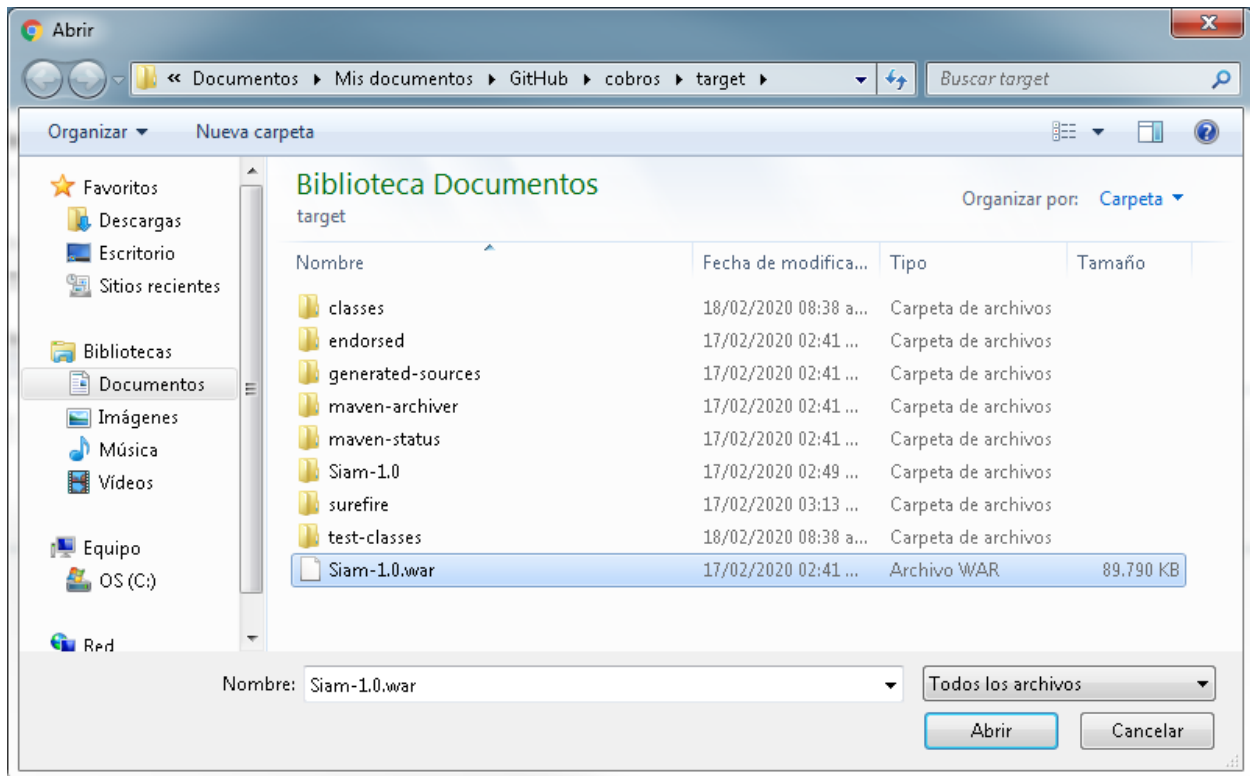 Abrir
« Documentos ▸ Mis documentos ▸ GitHub ▸ cobros ▸ target ▸
Buscar target
Organizar
Nueva carpeta
Favoritos
Descargas
Escritorio
Sitios recientes
Bibliotecas
Documentos
Imágenes
Música
Vídeos
Equipo
OS (C:)
Red
Biblioteca Documentos
target
Organizar por: Carpeta
Nombre Fecha de modifica... Tipo Tamaño
classes 18/02/2020 08:38 a... Carpeta de archivos
endorsed 17/02/2020 02:41 ... Carpeta de archivos
generated-sources 17/02/2020 02:41 ... Carpeta de archivos
maven-archiver 17/02/2020 02:41 ... Carpeta de archivos
maven-status 17/02/2020 02:41 ... Carpeta de archivos
Siam-1.0 17/02/2020 02:49 ... Carpeta de archivos
surefire 17/02/2020 03:13 ... Carpeta de archivos
test-classes 18/02/2020 08:38 a... Carpeta de archivos
Siam-1.0.war 17/02/2020 02:41 ... Archivo WAR 89.790 KB
Nombre: Siam-1.0.war
Todos los archivos
Abrir
Cancelar